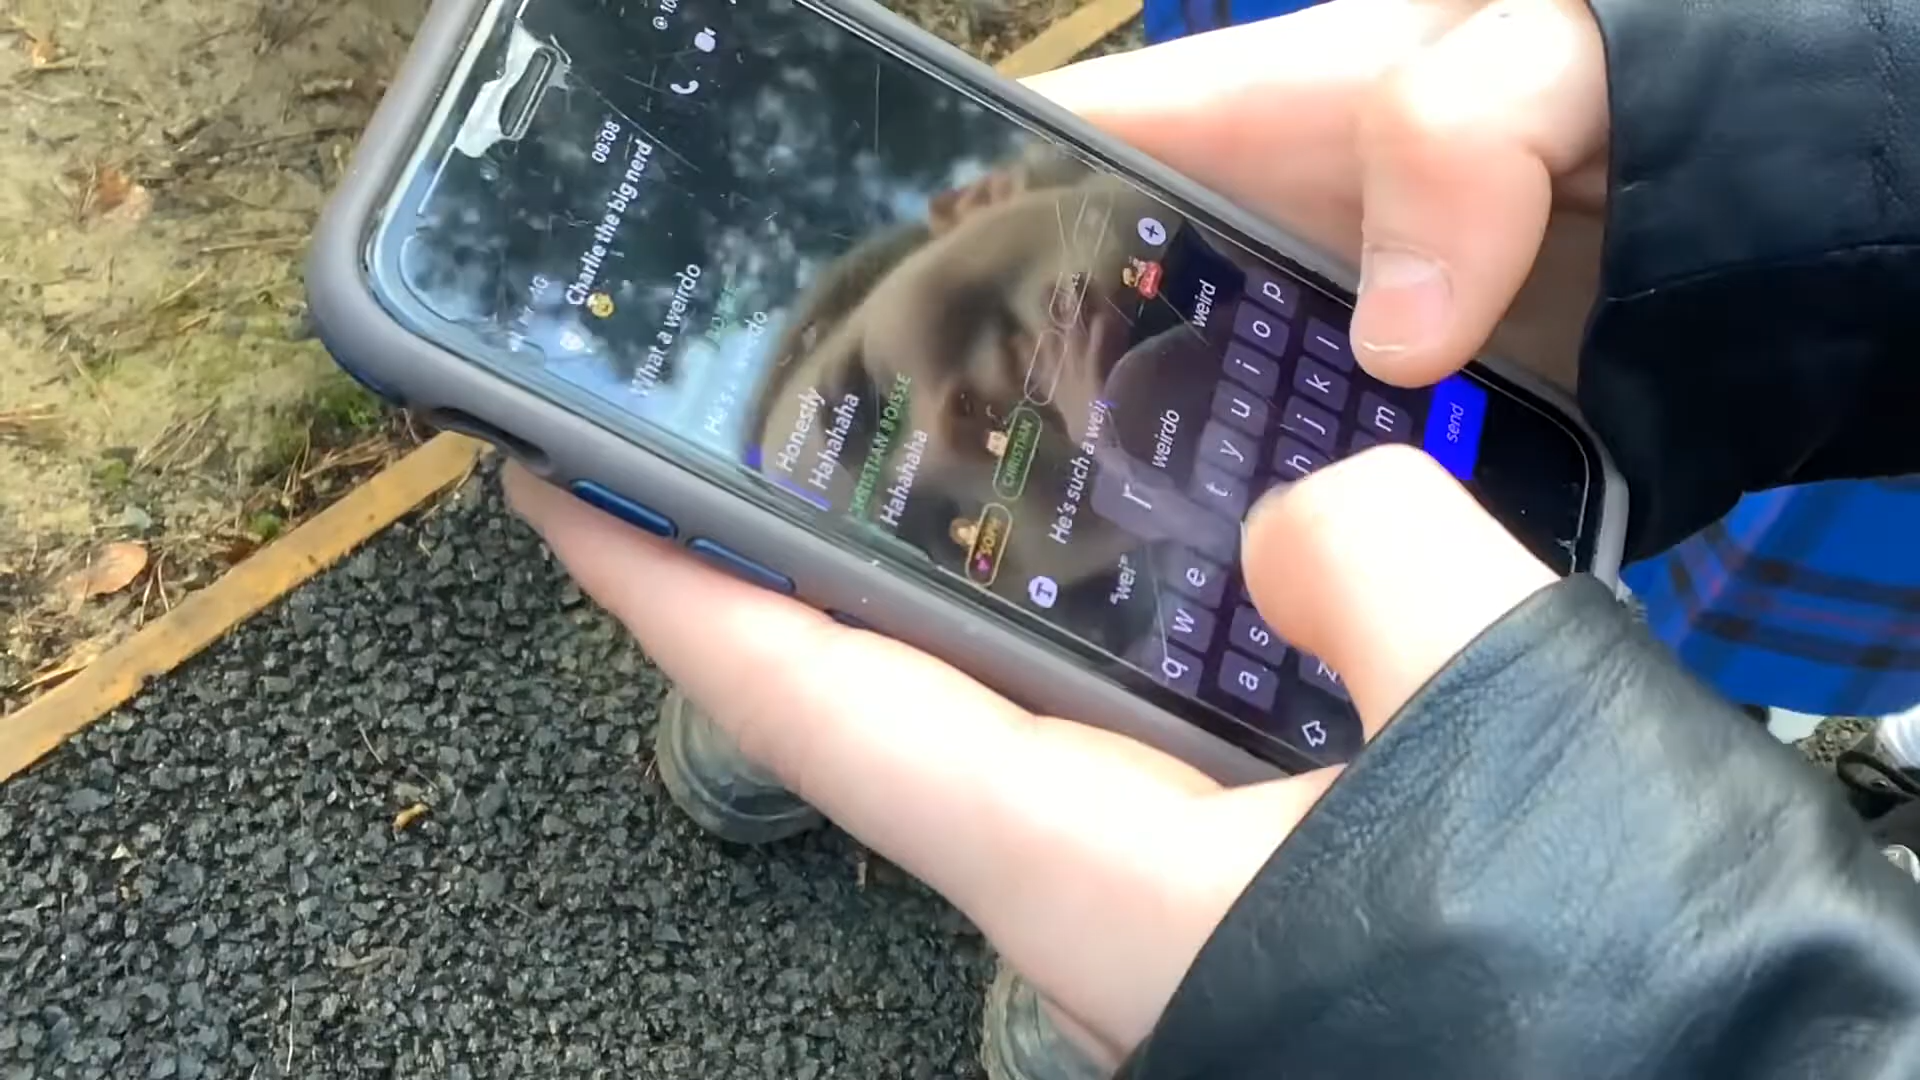 09:08
4G
Charlie the big nerd
What a weirdo
Honestly
Hahahaha
CHRISTIAN BOISSE
Hahahaha
CHRISTIAN
He's such a wei
"wei"
weirdo
weird
r
q w e t y u i o p
a s h j k l
z m
send